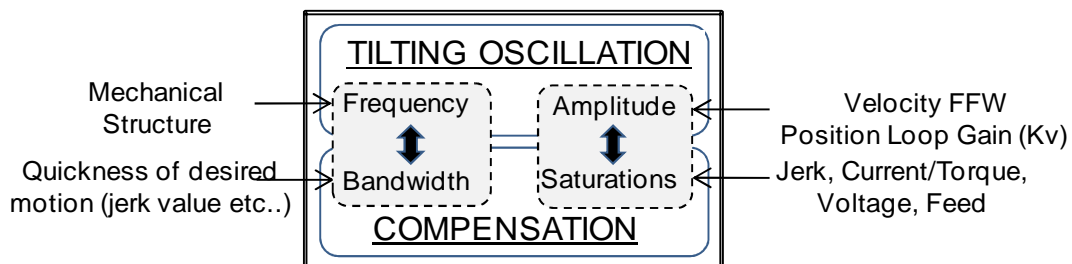 TILTING OSCILLATION
Mechanical
Structure
Frequency
Amplitude
Velocity FFW
Position Loop Gain (Kv)
Quickness of desired
motion (jerk value etc..)
Bandwidth
Saturations
Jerk, Current/Torque,
Voltage, Feed
COMPENSATION